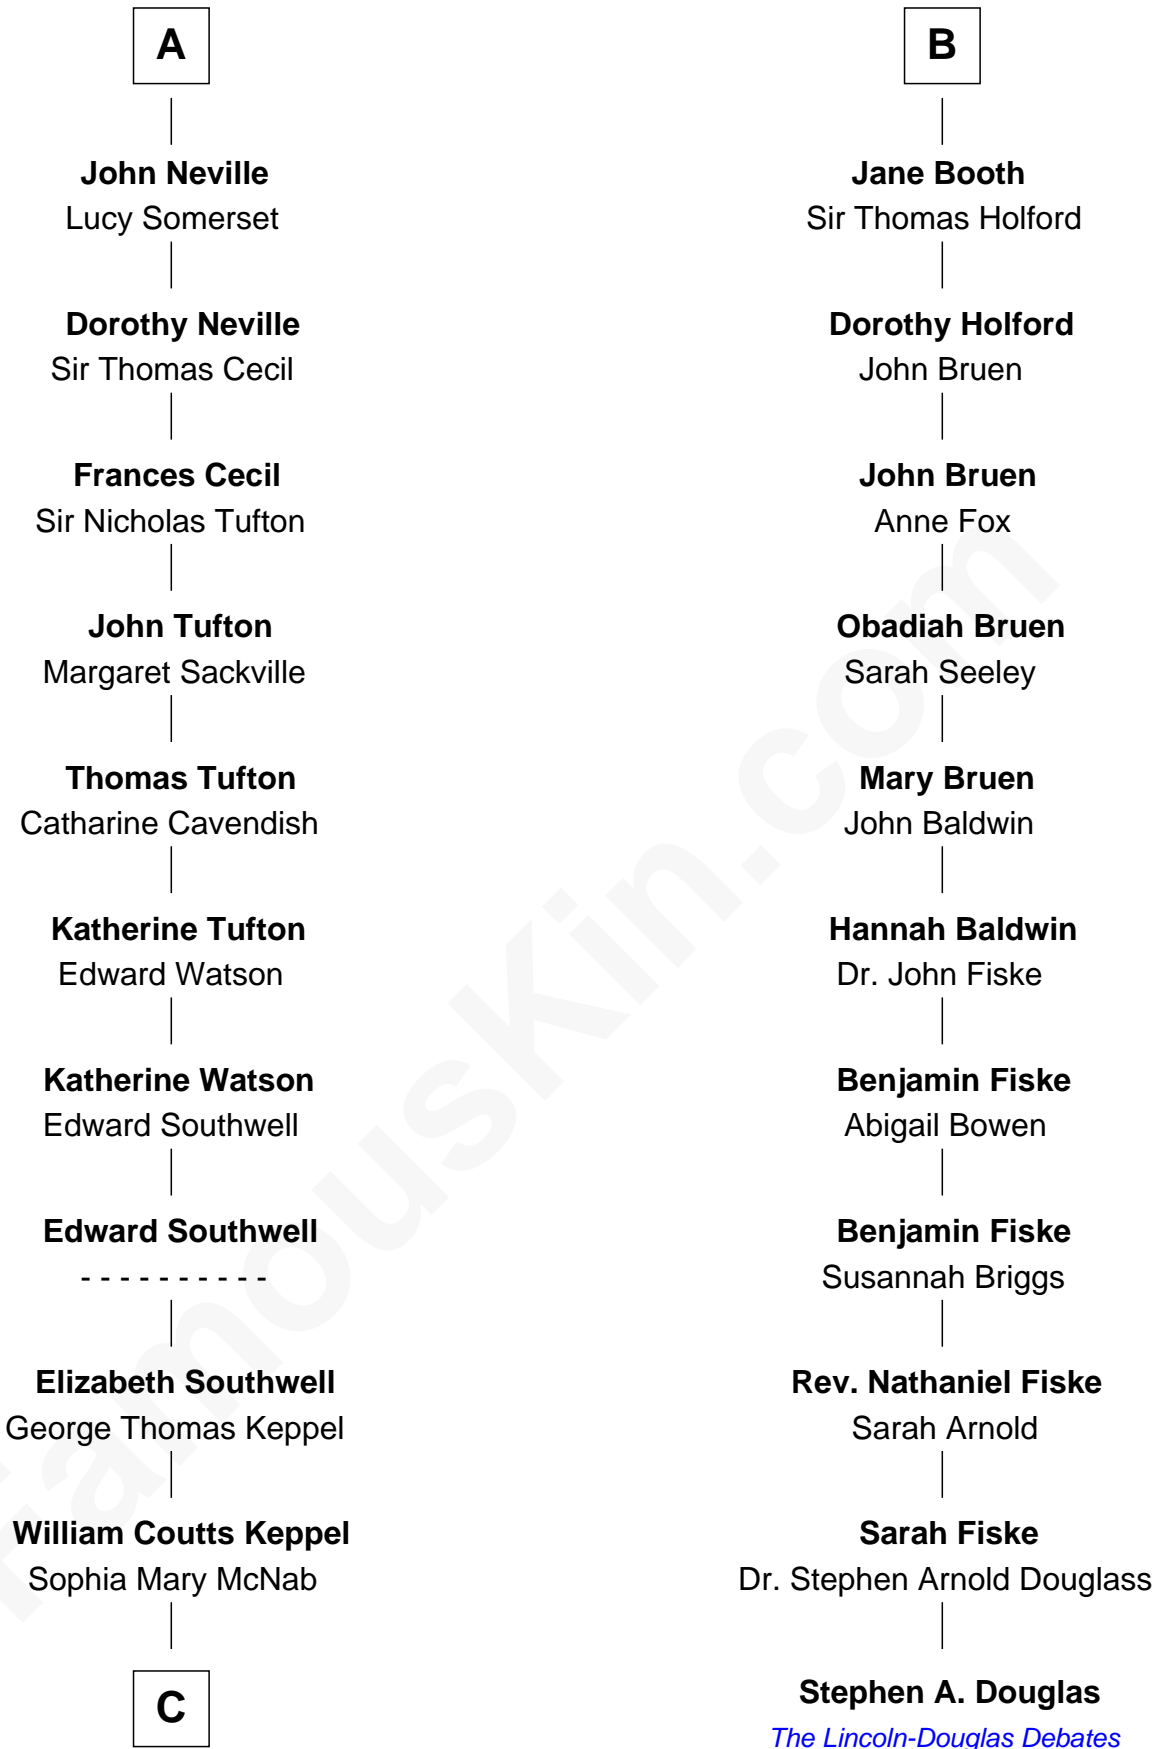 A
John Neville
Lucy Somerset
Dorothy Neville
Sir Thomas Cecil
Frances Cecil
Sir Nicholas Tufton
John Tufton
Margaret Sackville
Thomas Tufton
Catharine Cavendish
Katherine Tufton
Edward Watson
Katherine Watson
Edward Southwell
Edward Southwell
- - - - - - - - - -
Elizabeth Southwell
George Thomas Keppel
William Coutts Keppel
Sophia Mary McNab
C
B
Jane Booth
Sir Thomas Holford
Dorothy Holford
John Bruen
John Bruen
Anne Fox
Obadiah Bruen
Sarah Seeley
Mary Bruen
John Baldwin
Hannah Baldwin
Dr. John Fiske
Benjamin Fiske
Abigail Bowen
Benjamin Fiske
Susannah Briggs
Rev. Nathaniel Fiske
Sarah Arnold
Sarah Fiske
Dr. Stephen Arnold Douglass
Stephen A. Douglas
The Lincoln-Douglas Debates
FamousKin.com